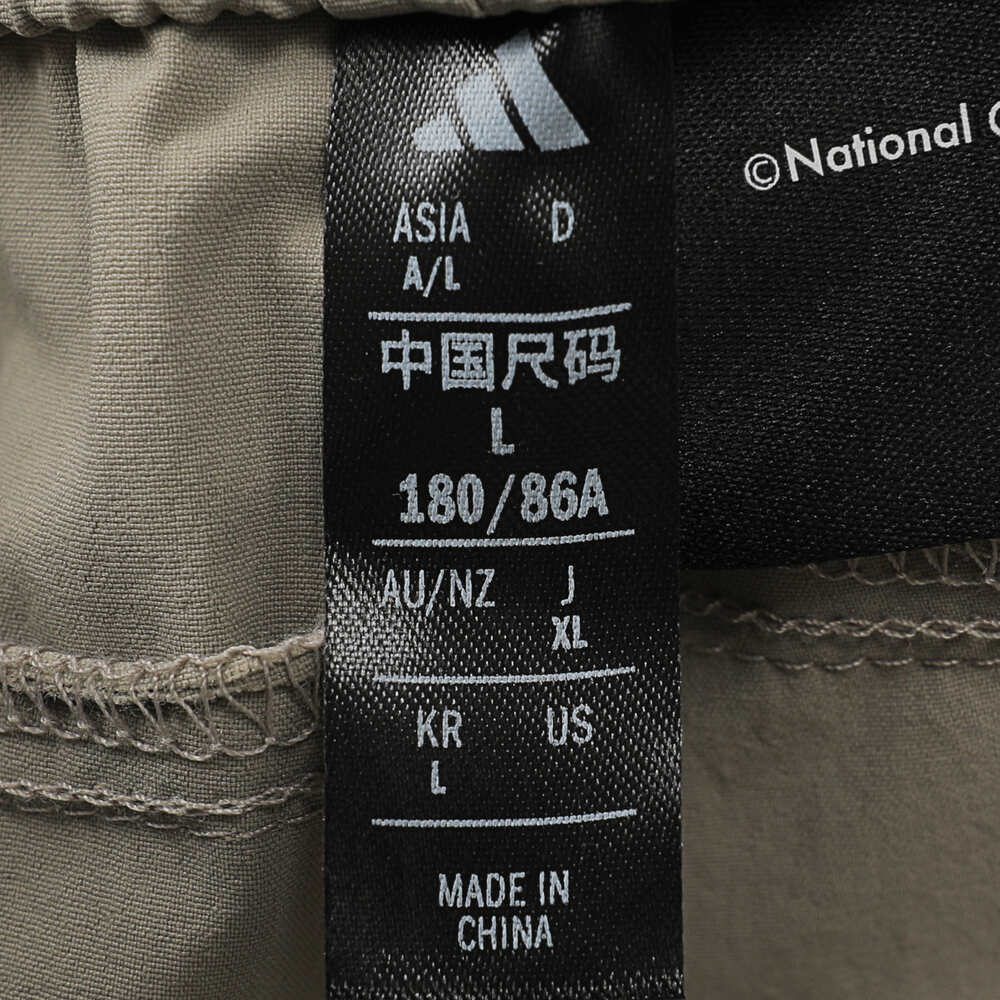 ASIA D
A/L
中国尺码
L
180/86A
AU/NZ J
XL
KR US
L
MADE IN
CHINA
©National